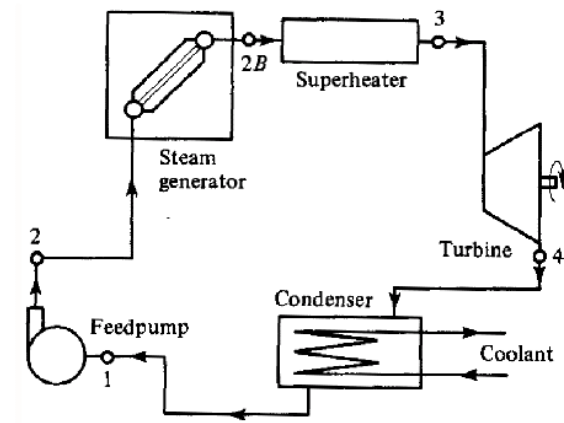 3
2B
Superheater
Steam
generator
2
Turbine
4
Condenser
Feedpump
Coolant
1